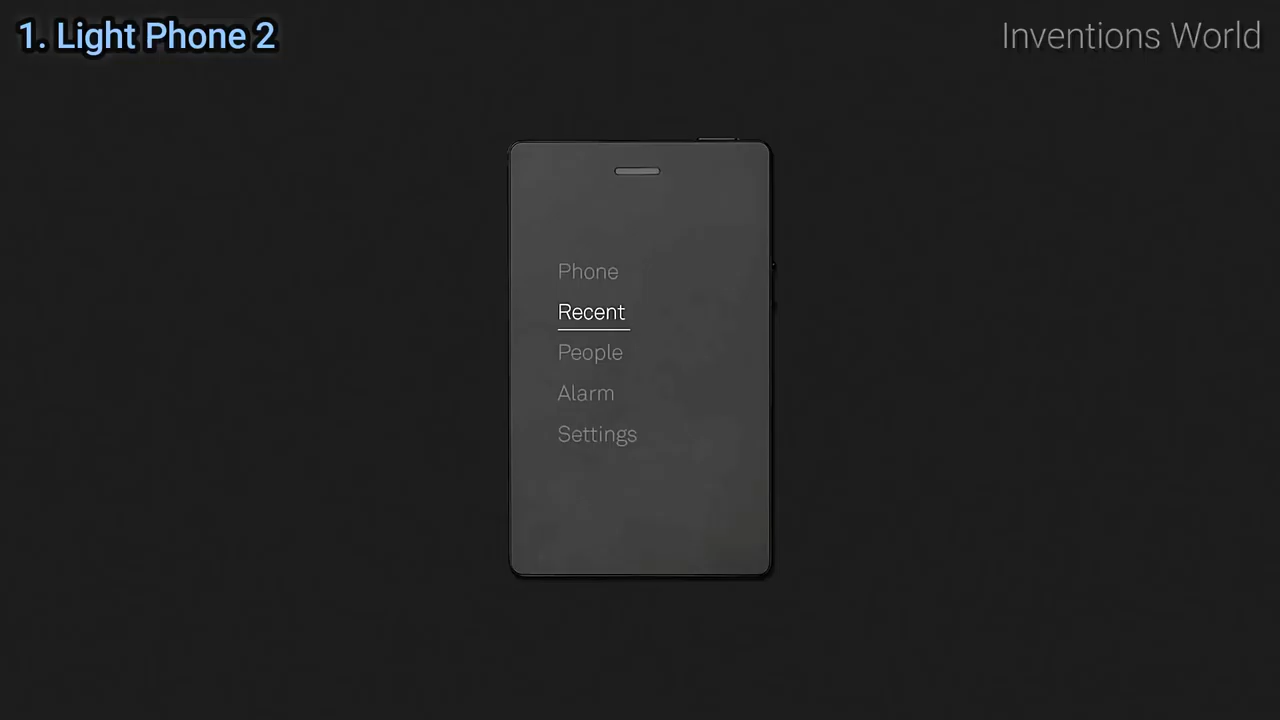 1. Light Phone 2
Inventions World
Phone
Recent
People
Alarm
Settings